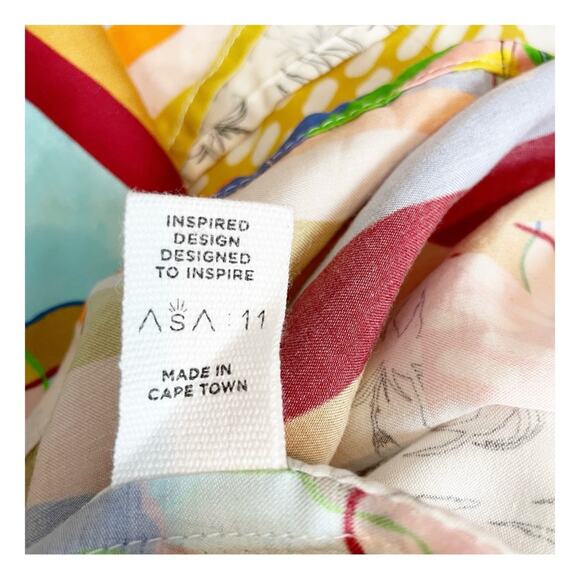 INSPIRED
DESIGN
DESIGNED
TO INSPIRE
ASA:11
MADE IN
CAPE TOWN